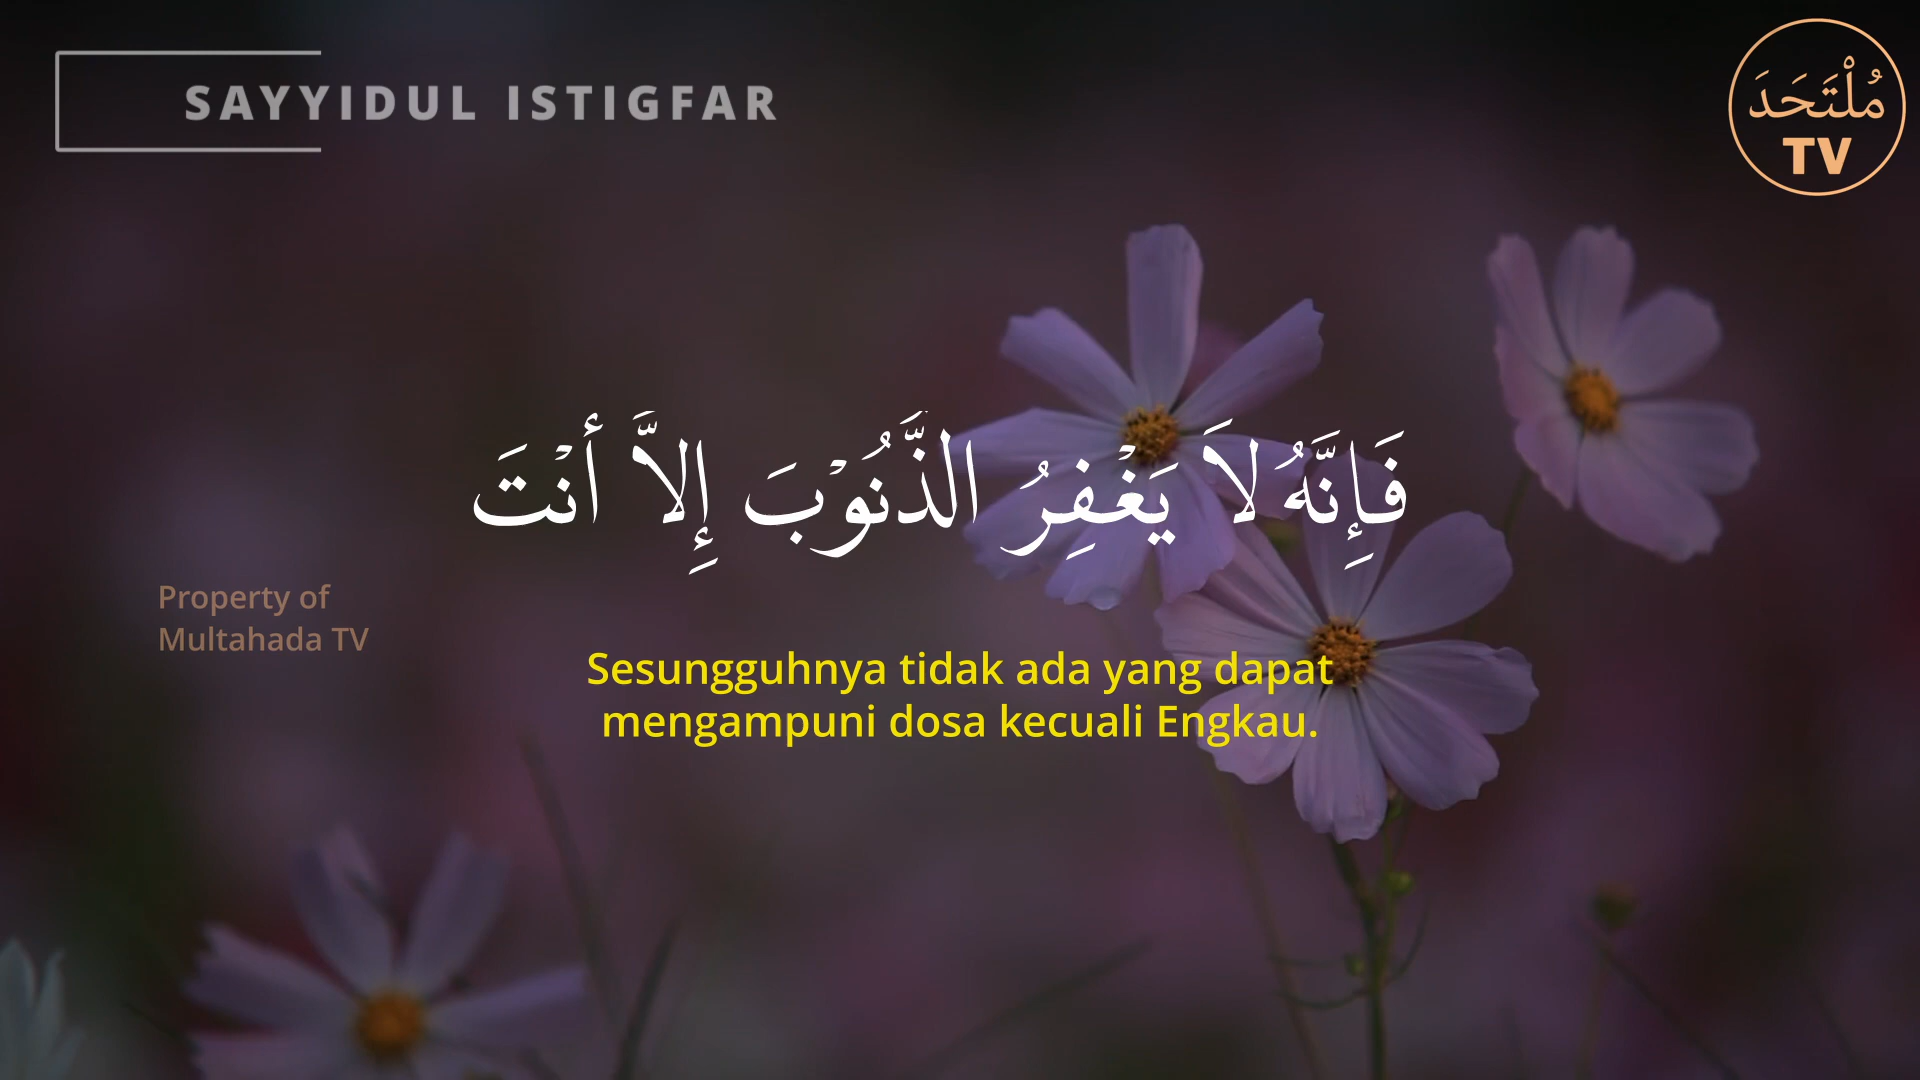 SAYYIDUL ISTIGFAR
مُلْتَحَدَ
TV
فَإِنَّهُ لاَ يَغْفِرُ الذُّنُوْبَ إِلاَّ أَنْتَ
Property of
Multahada TV
Sesungguhnya tidak ada yang dapat
mengampuni dosa kecuali Engkau.